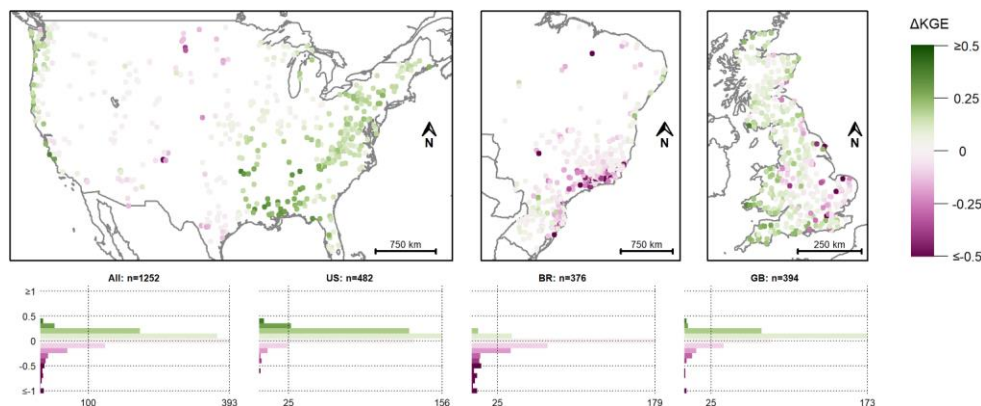 ΔKGE
≥0.5
0.25
0
-0.25
≤-0.5
N
750 km
N
750 km
N
250 km
All: n=1252
US: n=482
BR: n=376
GB: n=394
≥1
0.5
0
-0.5
≤-1
100
393
25
156
25
179
25
173